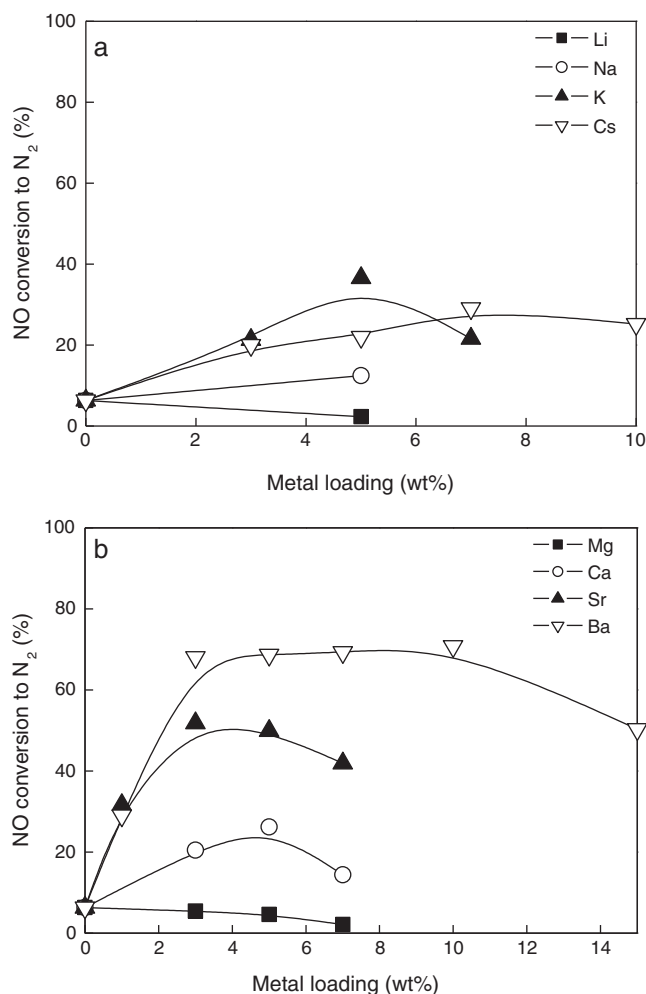 a
Li
Na
K
Cs
NO conversion to N2 (%)
100
80
60
40
20
0
0 2 4 6 8 10
Metal loading (wt%)
b
Mg
Ca
Sr
Ba
NO conversion to N2 (%)
100
80
60
40
20
0
0 2 4 6 8 10 12 14
Metal loading (wt%)